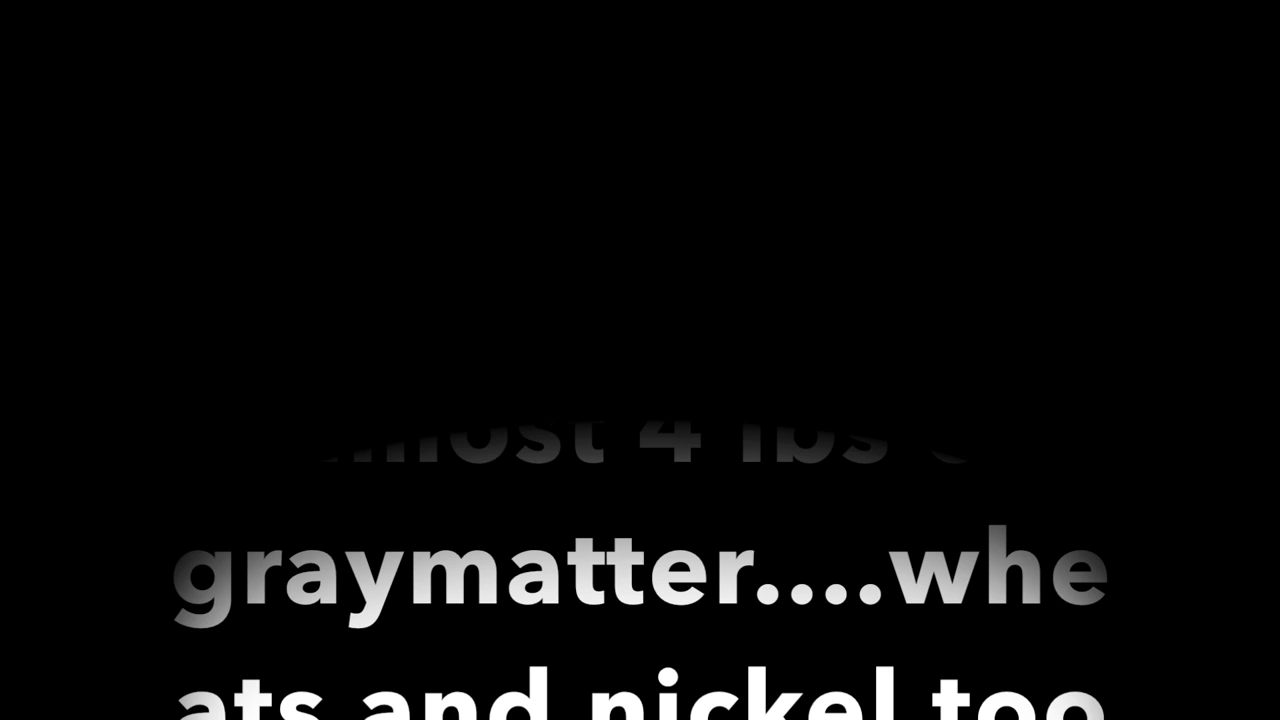 most 4 lbs
graymatter....whe
ats and nickel too